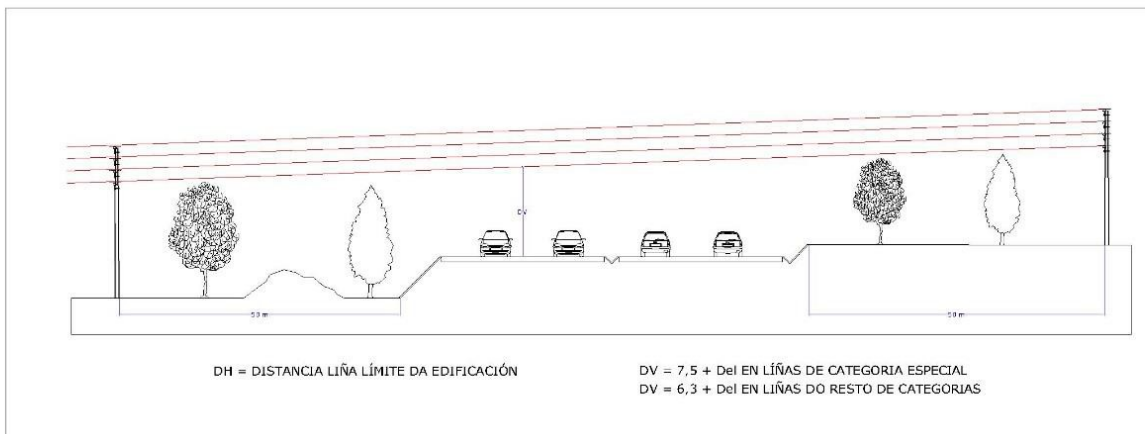 DV
50 m
50 m
DH = DISTANCIA LIÑA LÍMITE DA EDIFICACIÓN
DV = 7,5 + Del EN LÍÑAS DE CATEGORIA ESPECIAL
DV = 6,3 + Del EN LIÑAS DO RESTO DE CATEGORIAS